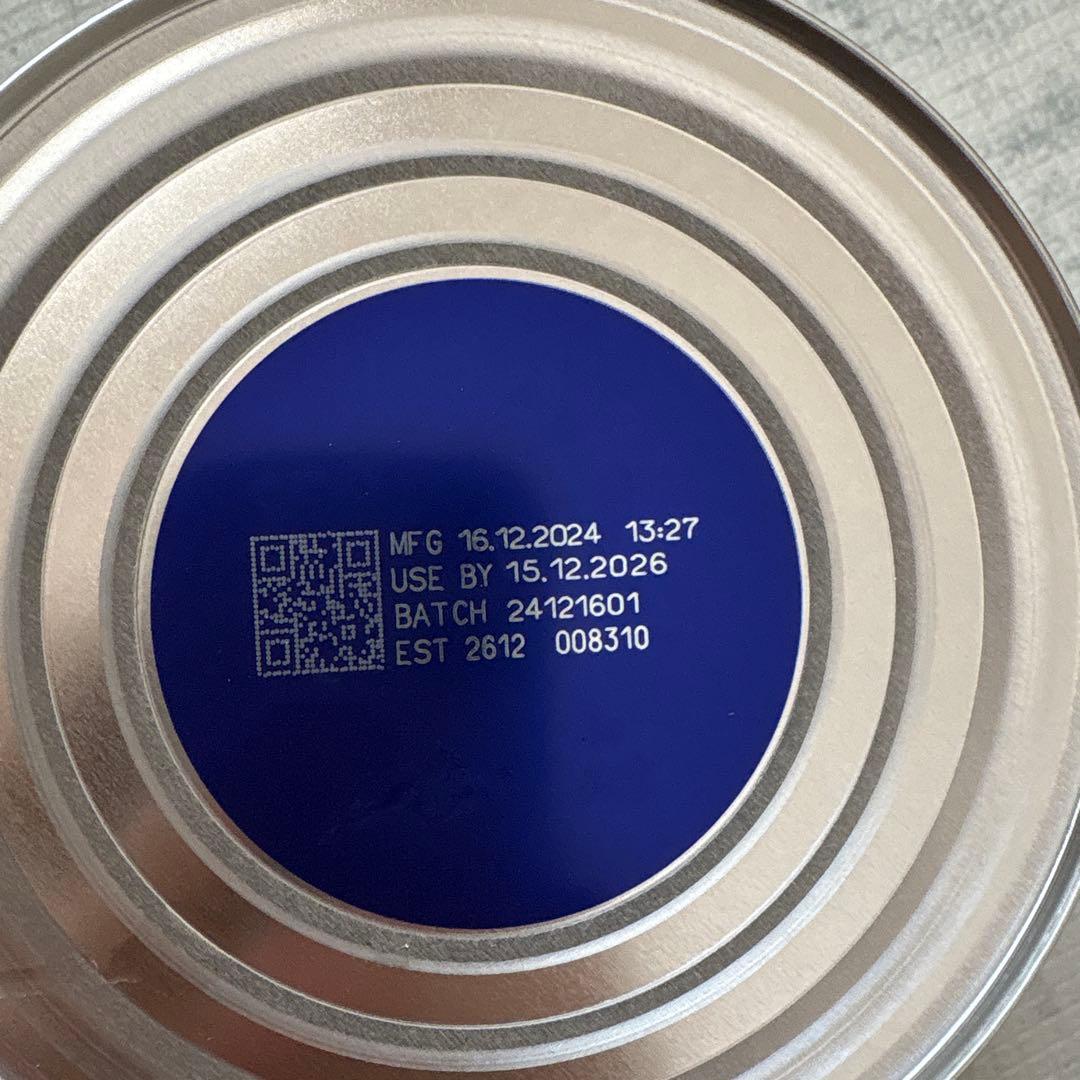 MFG 16.12.2024 13:27
USE BY 15.12.2026
BATCH 24121601
EST 2612 008310